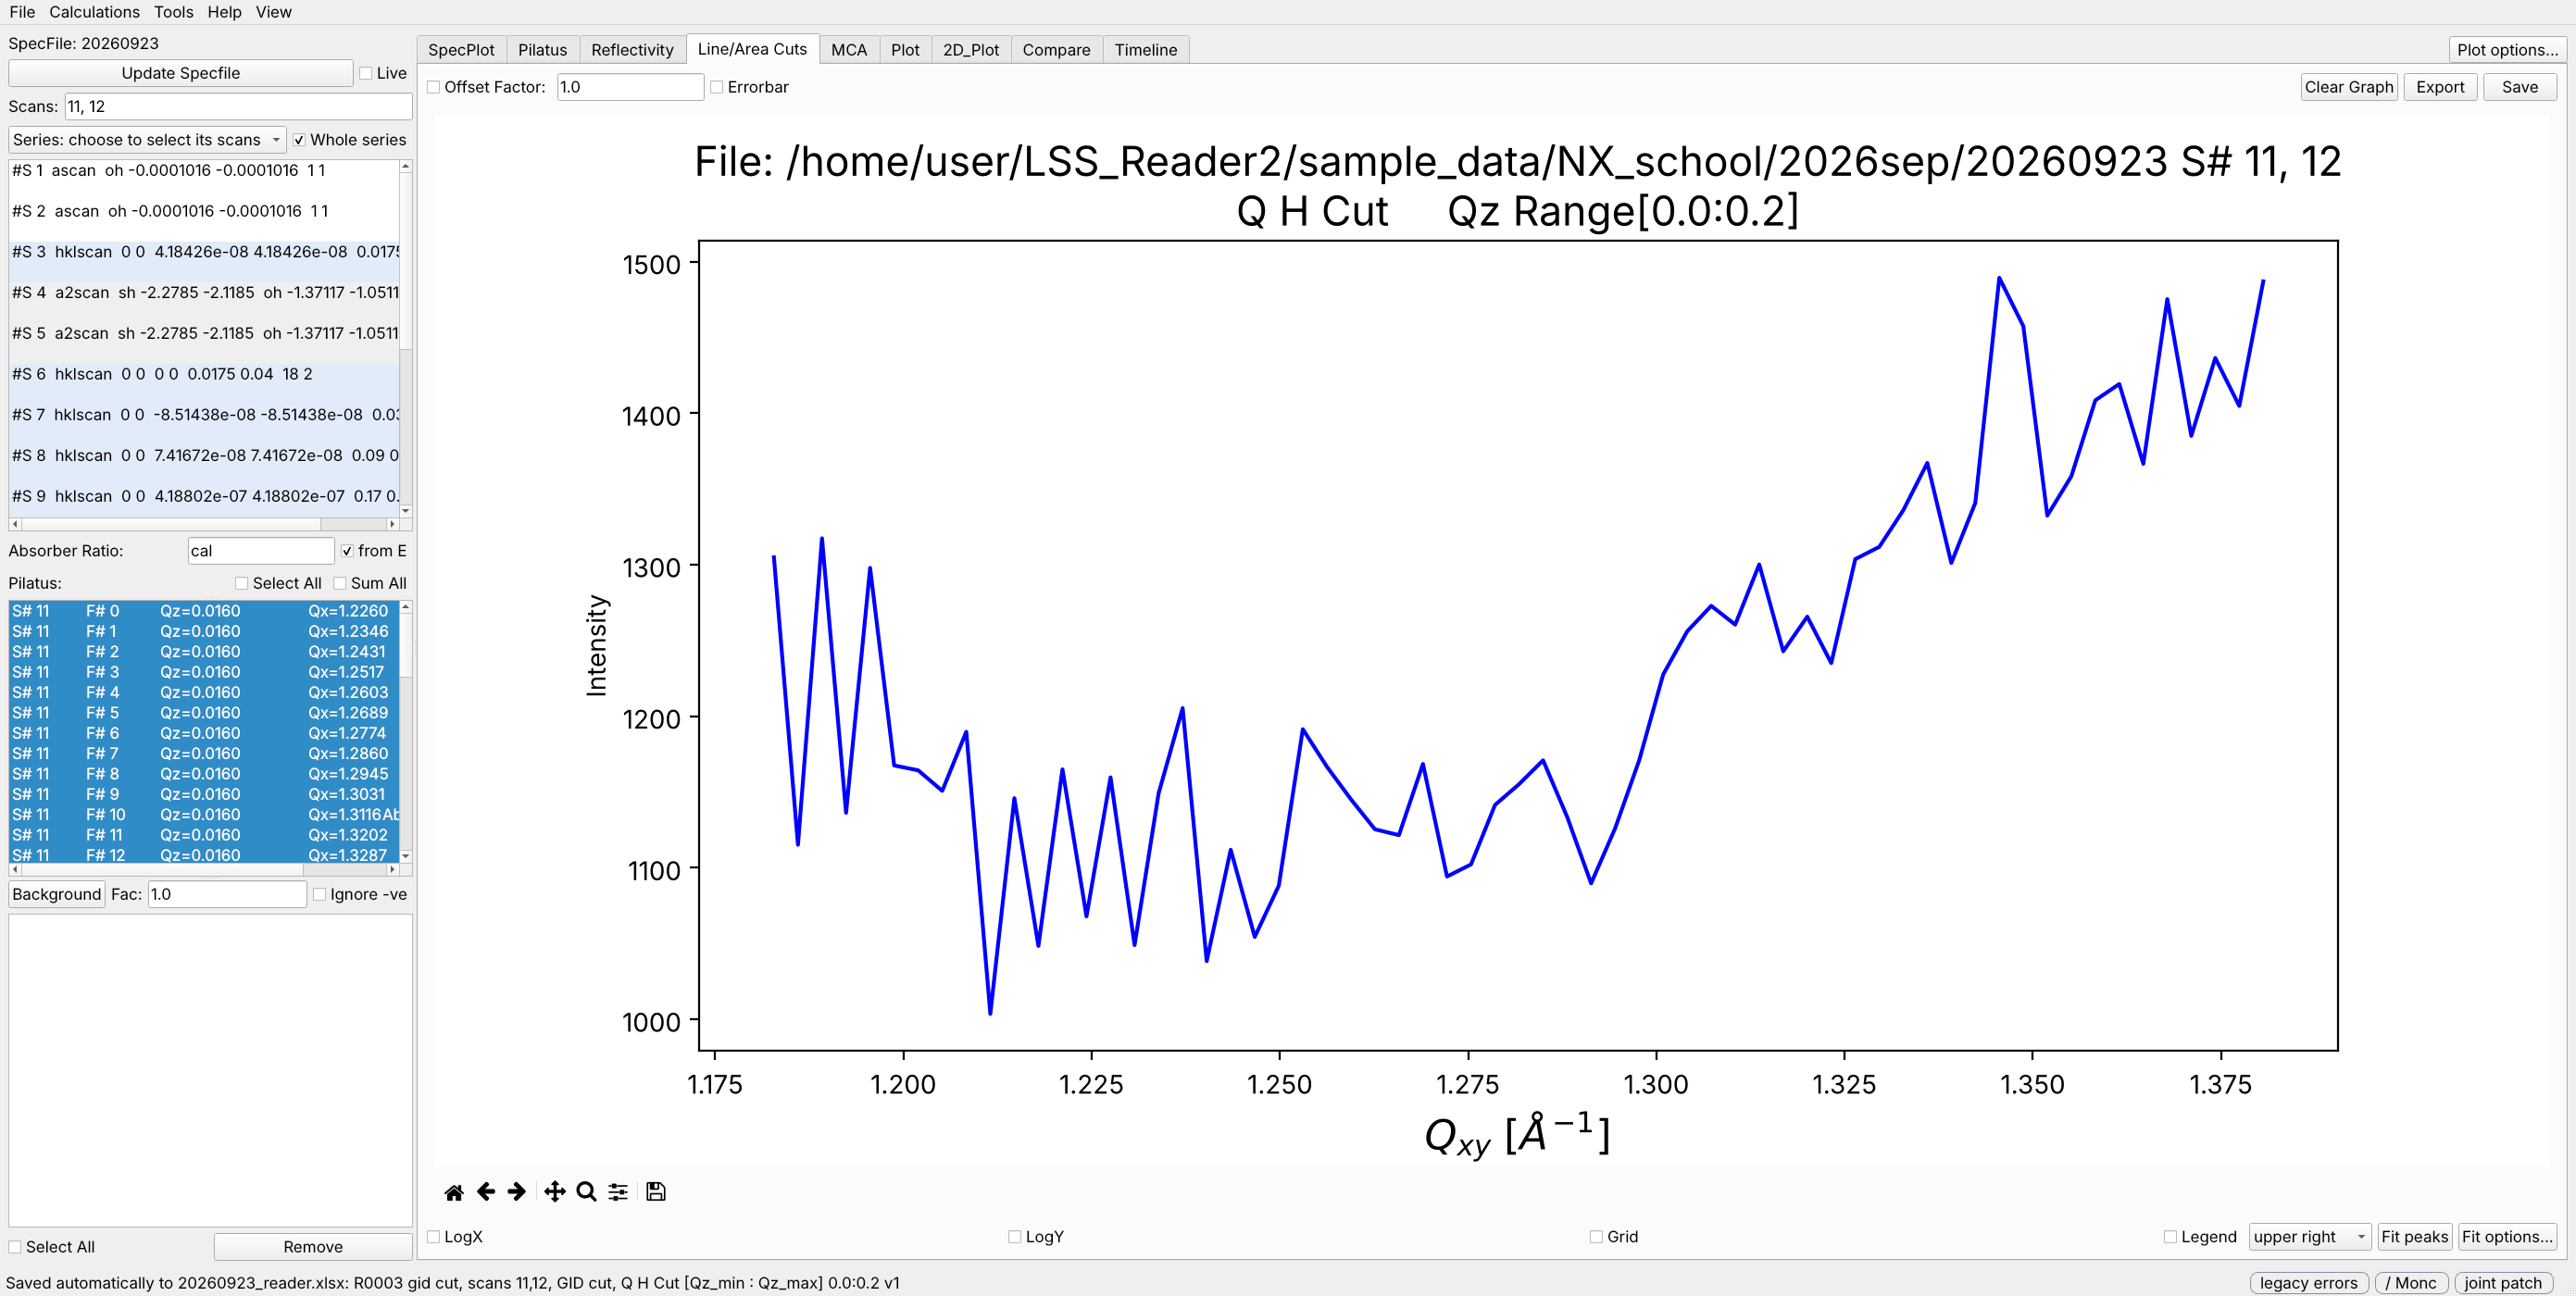 File Calculations Tools Help View
SpecFile: 20260923
Update Specfile Live
Scans: 11, 12
Series: choose to select its scans Whole series
#S 1 ascan oh -0.0001016 -0.0001016 1 1
#S 2 ascan oh -0.0001016 -0.0001016 1 1
#S 3 hklscan 0 0 4.18426e-08 4.18426e-08 0.0175
#S 4 a2scan sh -2.2785 -2.1185 oh -1.37117 -1.0511
#S 5 a2scan sh -2.2785 -2.1185 oh -1.37117 -1.0511
#S 6 hklscan 0 0 0 0 0.0175 0.04 18 2
#S 7 hklscan 0 0 -8.51438e-08 -8.51438e-08 0.03
#S 8 hklscan 0 0 7.41672e-08 7.41672e-08 0.09 0
#S 9 hklscan 0 0 4.18802e-07 4.18802e-07 0.17 0.
Absorber Ratio: cal from E
Pilatus: Select All Sum All
S# 11 F# 0 Qz=0.0160 Qx=1.2260
S# 11 F# 1 Qz=0.0160 Qx=1.2346
S# 11 F# 2 Qz=0.0160 Qx=1.2431
S# 11 F# 3 Qz=0.0160 Qx=1.2517
S# 11 F# 4 Qz=0.0160 Qx=1.2603
S# 11 F# 5 Qz=0.0160 Qx=1.2689
S# 11 F# 6 Qz=0.0160 Qx=1.2774
S# 11 F# 7 Qz=0.0160 Qx=1.2860
S# 11 F# 8 Qz=0.0160 Qx=1.2945
S# 11 F# 9 Qz=0.0160 Qx=1.3031
S# 11 F# 10 Qz=0.0160 Qx=1.3116Ab
S# 11 F# 11 Qz=0.0160 Qx=1.3202
S# 11 F# 12 Qz=0.0160 Qx=1.3287
Background Fac: 1.0 Ignore -ve
Select All Remove
SpecPlot Pilatus Reflectivity Line/Area Cuts MCA Plot 2D_Plot Compare Timeline Plot options...
Offset Factor: 1.0 Errorbar Clear Graph Export Save
File: /home/user/LSS_Reader2/sample_data/NX_school/2026sep/20260923 S# 11, 12
Q H Cut Qz Range[0.0:0.2]
1500
1400
1300
1200
1100
1000
Intensity
1.175 1.200 1.225 1.250 1.275 1.300 1.325 1.350 1.375
Qxy [Å⁻¹]
LogX LogY Grid Legend upper right Fit peaks Fit options...
Saved automatically to 20260923_reader.xlsx: R0003 gid cut, scans 11,12, GID cut, Q H Cut [Qz_min : Qz_max] 0.0:0.2 v1 legacy errors / Monc joint patch